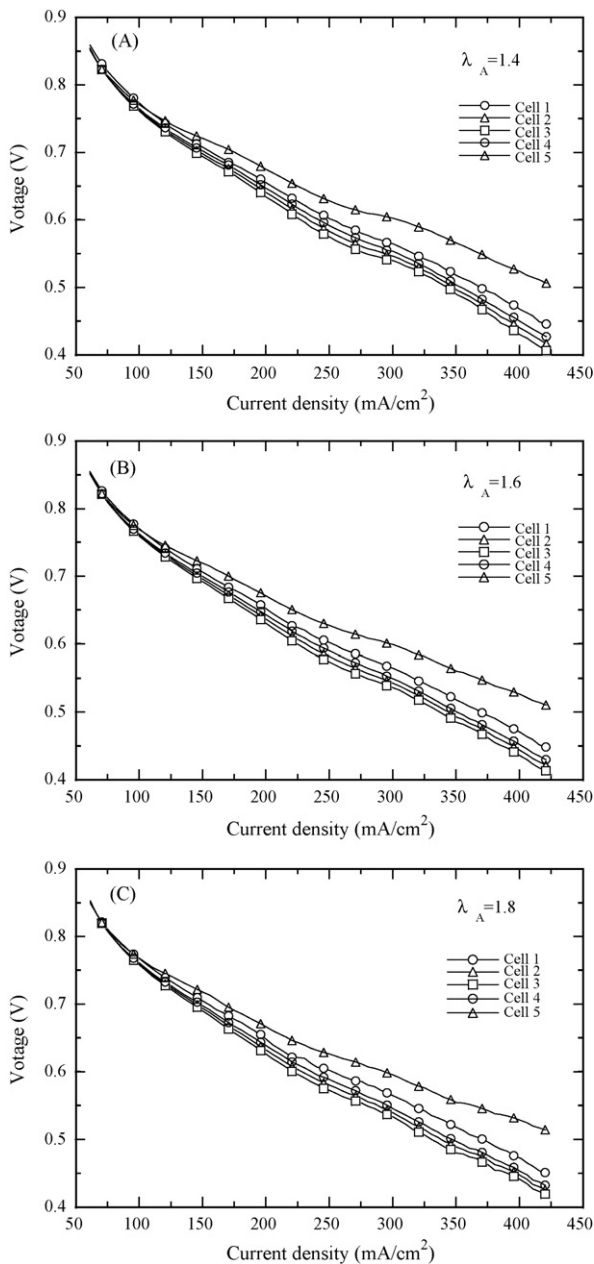 0.9
(A)
λ A=1.4
0.8
Cell 1
Cell 2
Cell 3
Cell 4
Cell 5
0.7
Votage (V)
0.6
0.5
0.4
50 100 150 200 250 300 350 400 450
Current density (mA/cm2)
0.9
(B)
λ A=1.6
0.8
Cell 1
Cell 2
Cell 3
Cell 4
Cell 5
0.7
Votage (V)
0.6
0.5
0.4
50 100 150 200 250 300 350 400 450
Current density (mA/cm2)
0.9
(C)
λ A=1.8
0.8
Cell 1
Cell 2
Cell 3
Cell 4
Cell 5
0.7
Votage (V)
0.6
0.5
0.4
50 100 150 200 250 300 350 400 450
Current density (mA/cm2)